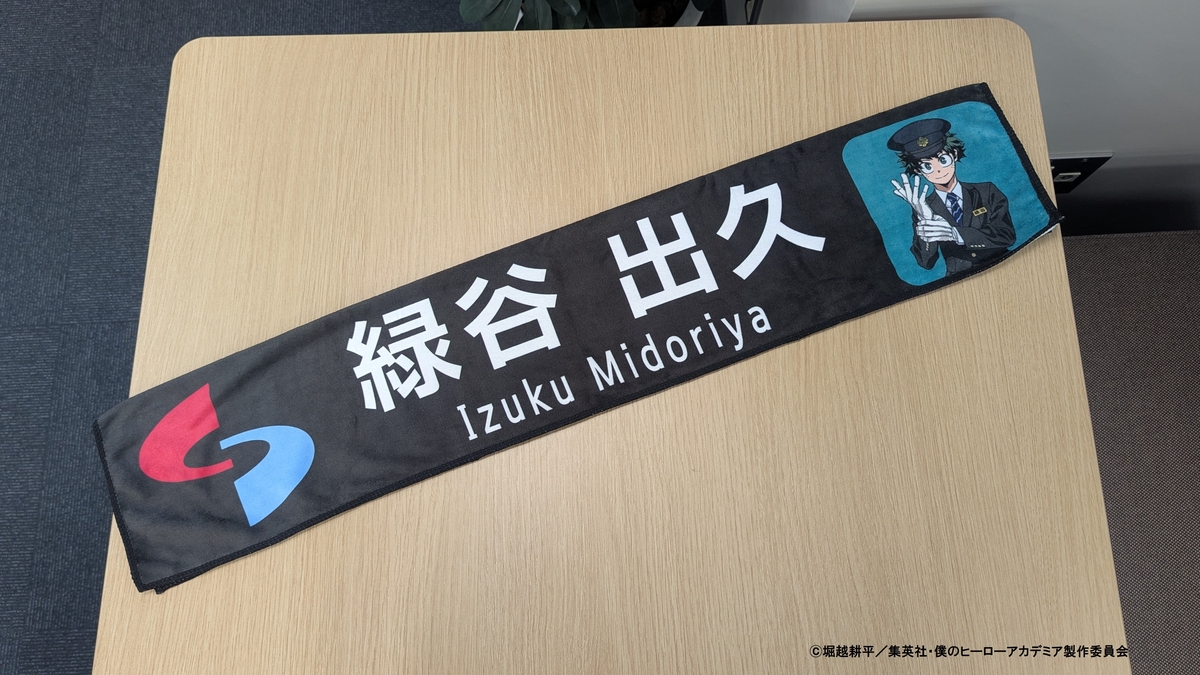 緑谷 出久
Izuku Midoriya
©堀越耕平／集英社・僕のヒーローアカデミア製作委員会